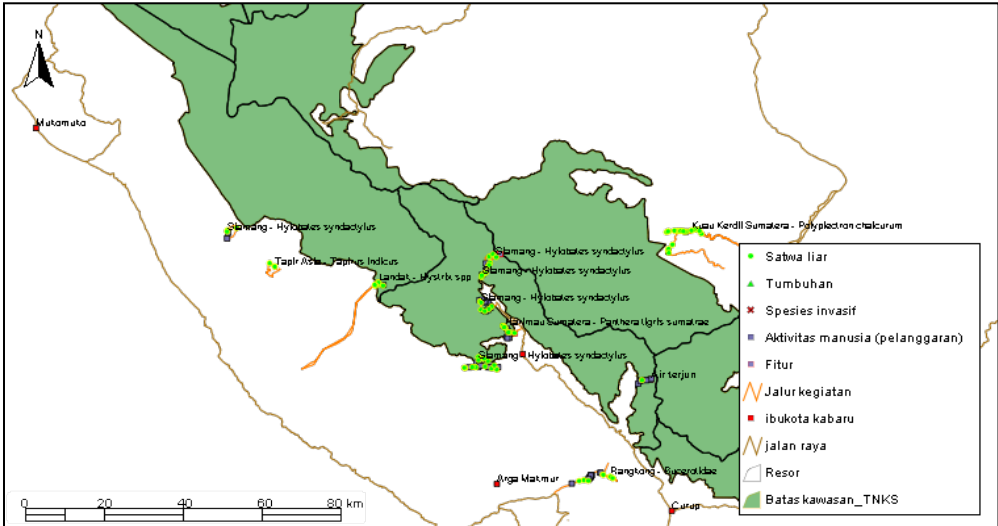 N
Mukomuko
Siamang - Hylobates syndactylus
Kuau Kerdil Sumatera - Polyplectron chalcurum
Siamang - Hylobates syndactylus
Tapir Asia - Tapirus indicus
Landak - Hystrix spp
Siamang - Hylobates syndactylus
Siamang - Hylobates syndactylus
Harimau Sumatera - Panthera tigris sumatrae
Siamang - Hylobates syndactylus
Air terjun
Arga Makmur
Rangkong - Bucerotidae
Curup
0 20 40 60 80 km
Satwa liar
Tumbuhan
Spesies invasif
Aktivitas manusia (pelanggaran)
Fitur
Jalur kegiatan
ibukota kabaru
jalan raya
Resor
Batas kawasan_TNKS